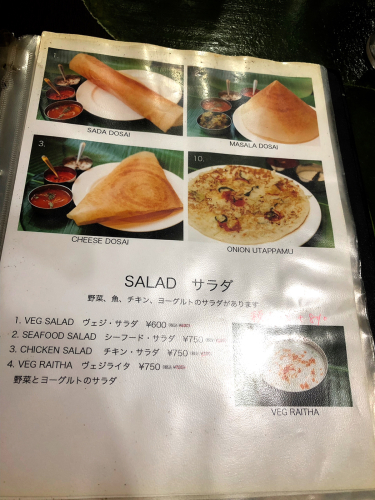 SADA DOSAI
MASALA DOSAI
3.
10.
CHEESE DOSAI
ONION UTTAPPAMU
SALAD サラダ
野菜、魚、チキン、ヨーグルトのサラダがあります
1. VEG SALAD ヴェジ・サラダ ¥600
2. SEAFOOD SALAD シーフード・サラダ ¥750
3. CHICKEN SALAD チキン・サラダ ¥750
4. VEG RAITHA ヴェジライタ ¥750
野菜とヨーグルトのサラダ
VEG RAITHA